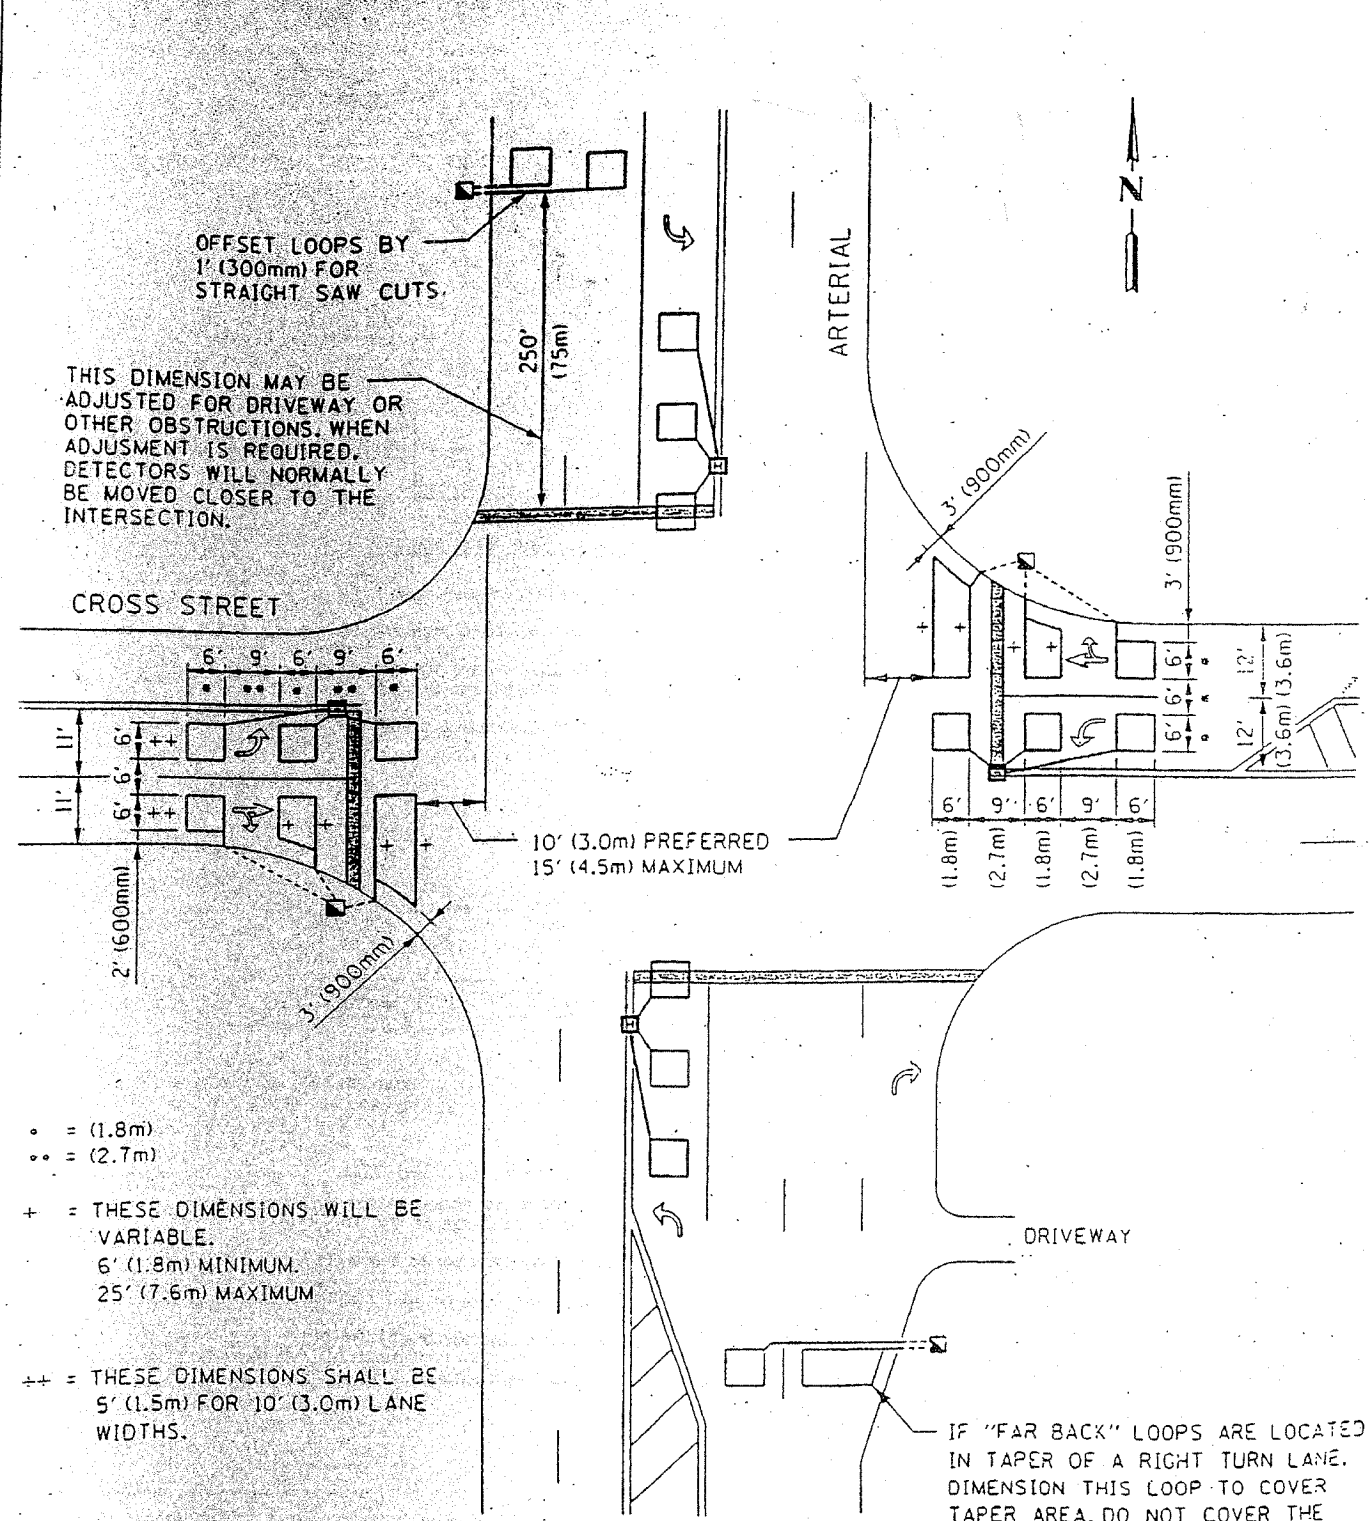 N
ARTERIAL
OFFSET LOOPS BY
1' (300mm) FOR
STRAIGHT SAW CUTS.
250'
(75m)
THIS DIMENSION MAY BE
ADJUSTED FOR DRIVEWAY OR
OTHER OBSTRUCTIONS. WHEN
ADJUSMENT IS REQUIRED.
DETECTORS WILL NORMALLY
BE MOVED CLOSER TO THE
INTERSECTION.
3' (900mm)
3' (900mm)
CROSS STREET
6' 9' 6' 9' 6'
11'
11'
6' ++
6'
6' ++
2' (600mm)
3' (900mm)
+ +
+ +
+ +
+ +
6'
6'
6'
12'
(3.6m)
12'
(3.6m)
6' 9' 6' 9' 6'
(1.8m) (2.7m) (1.8m) (2.7m) (1.8m)
10' (3.0m) PREFERRED
15' (4.5m) MAXIMUM
• = (1.8m)
•• = (2.7m)
+ = THESE DIMENSIONS WILL BE
VARIABLE.
6' (1.8m) MINIMUM.
25' (7.6m) MAXIMUM
++ = THESE DIMENSIONS SHALL BE
5' (1.5m) FOR 10' (3.0m) LANE
WIDTHS.
DRIVEWAY
IF "FAR BACK" LOOPS ARE LOCATED
IN TAPER OF A RIGHT TURN LANE.
DIMENSION THIS LOOP TO COVER
TAPER AREA. DO NOT COVER THE